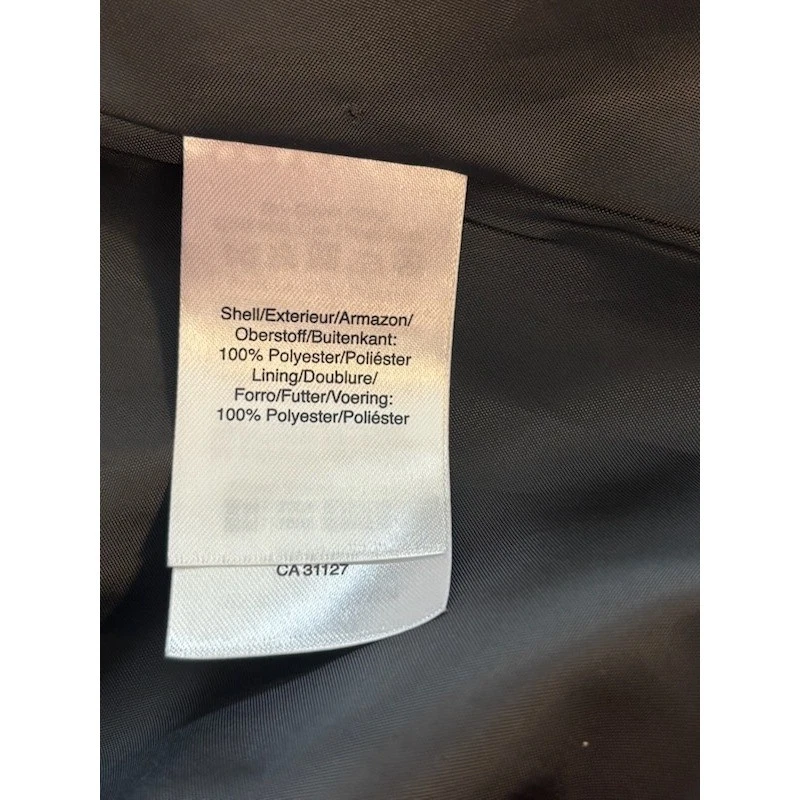 Shell/Exterieur/Armazon/
Oberstoff/Buitenkant:
100% Polyester/Poliéster
Lining/Doublure/
Forro/Futter/Voering:
100% Polyester/Poliéster
CA 31127